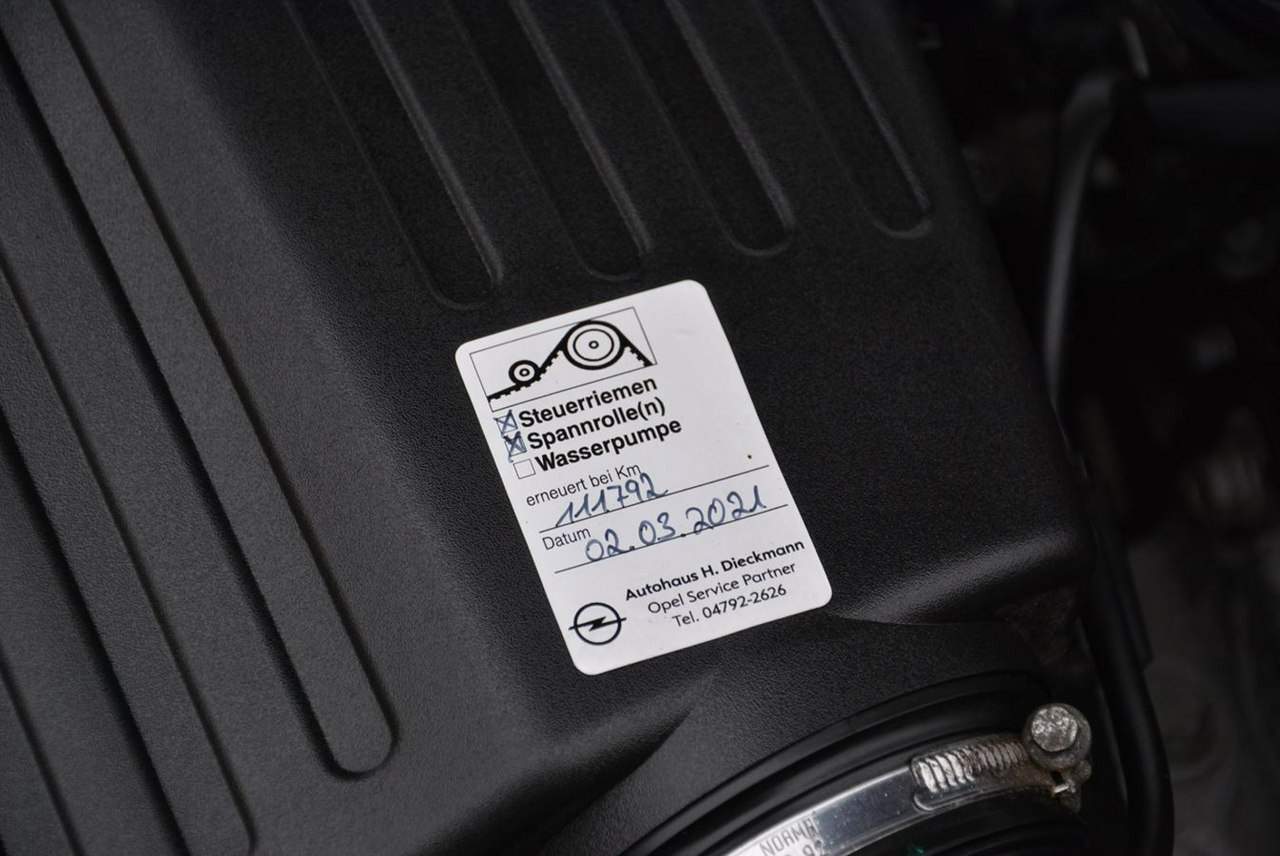 Steuerriemen
Spannrolle(n)
Wasserpumpe
erneuert bei Km
111792
Datum 02.03.2021
Autohaus H. Dieckmann
Opel Service Partner
Tel. 04792-2626
NORMA